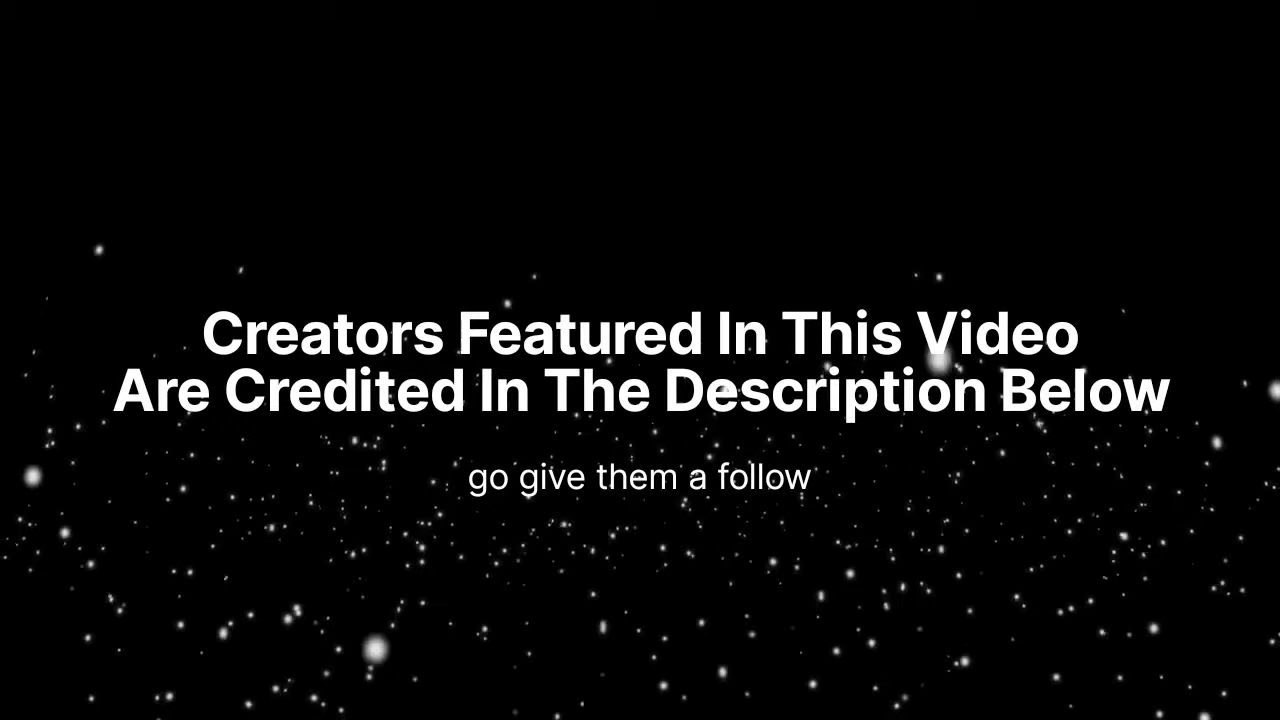 Creators Featured In This Video
Are Credited In The Description Below
go give them a follow